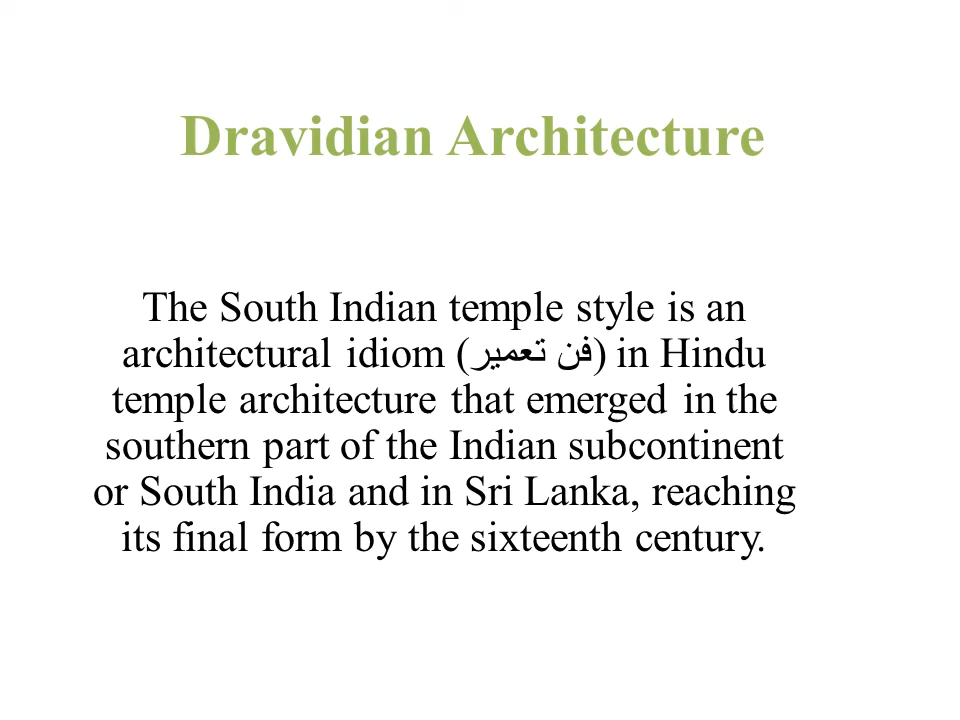 Dravidian Architecture
The South Indian temple style is an
architectural idiom (فن تعمیر) in Hindu
temple architecture that emerged in the
southern part of the Indian subcontinent
or South India and in Sri Lanka, reaching
its final form by the sixteenth century.